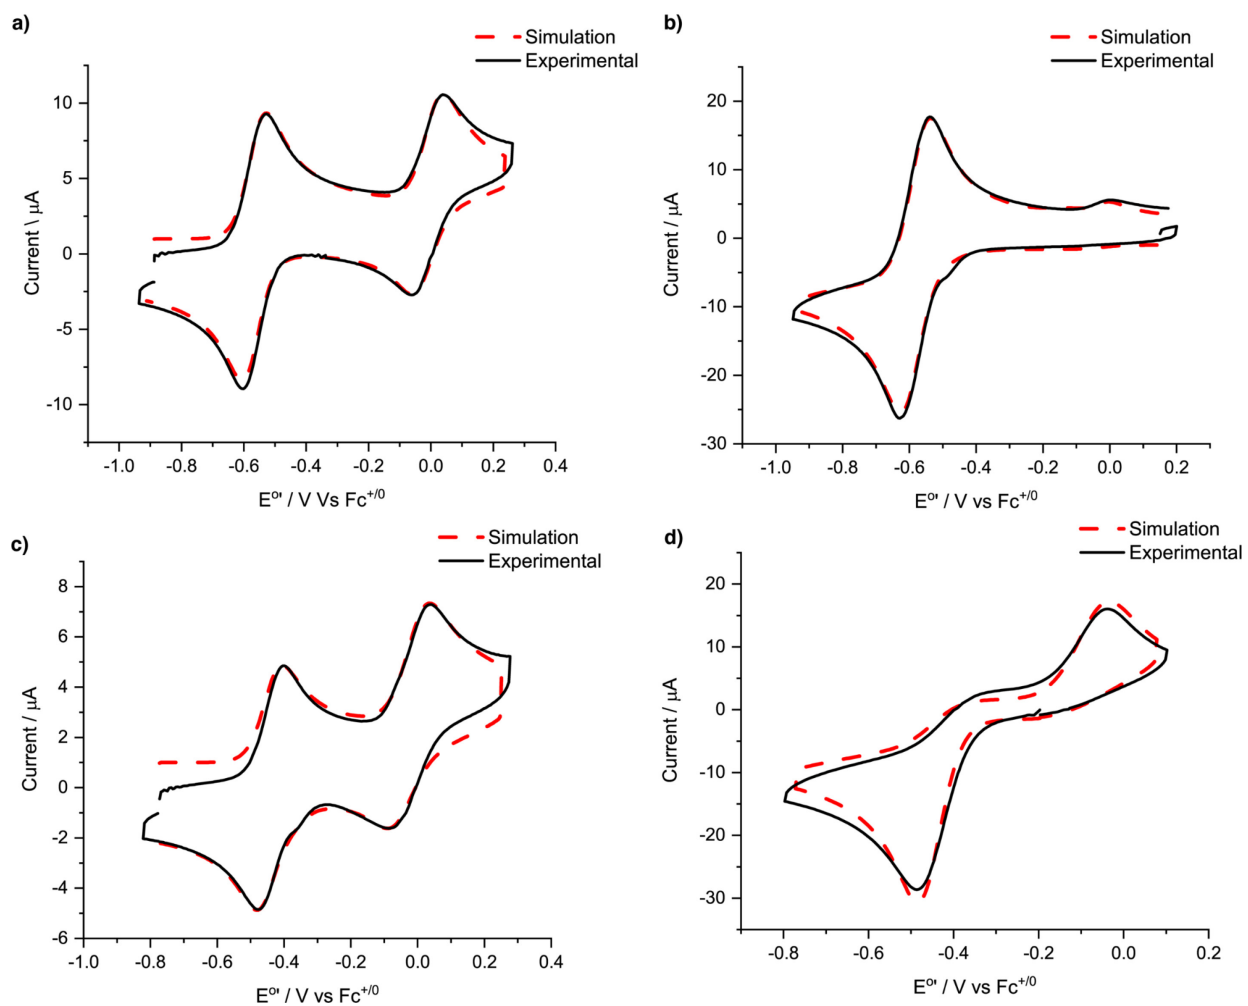 a)
Simulation
Experimental
10
5
0
-5
-10
Current \ μA
-1.0 -0.8 -0.6 -0.4 -0.2 0.0 0.2 0.4
E°' / V Vs Fc+/0
b)
Simulation
Experimental
20
10
0
-10
-20
-30
Current / μA
-1.0 -0.8 -0.6 -0.4 -0.2 0.0 0.2
E°' / V vs Fc+/0
c)
Simulation
Experimental
8
6
4
2
0
-2
-4
-6
Current / μA
-1.0 -0.8 -0.6 -0.4 -0.2 0.0 0.2 0.4
E°' / V vs Fc+/0
d)
Simulation
Experimental
20
10
0
-10
-20
-30
Current / μA
-0.8 -0.6 -0.4 -0.2 0.0 0.2
E°' / V vs Fc+/0